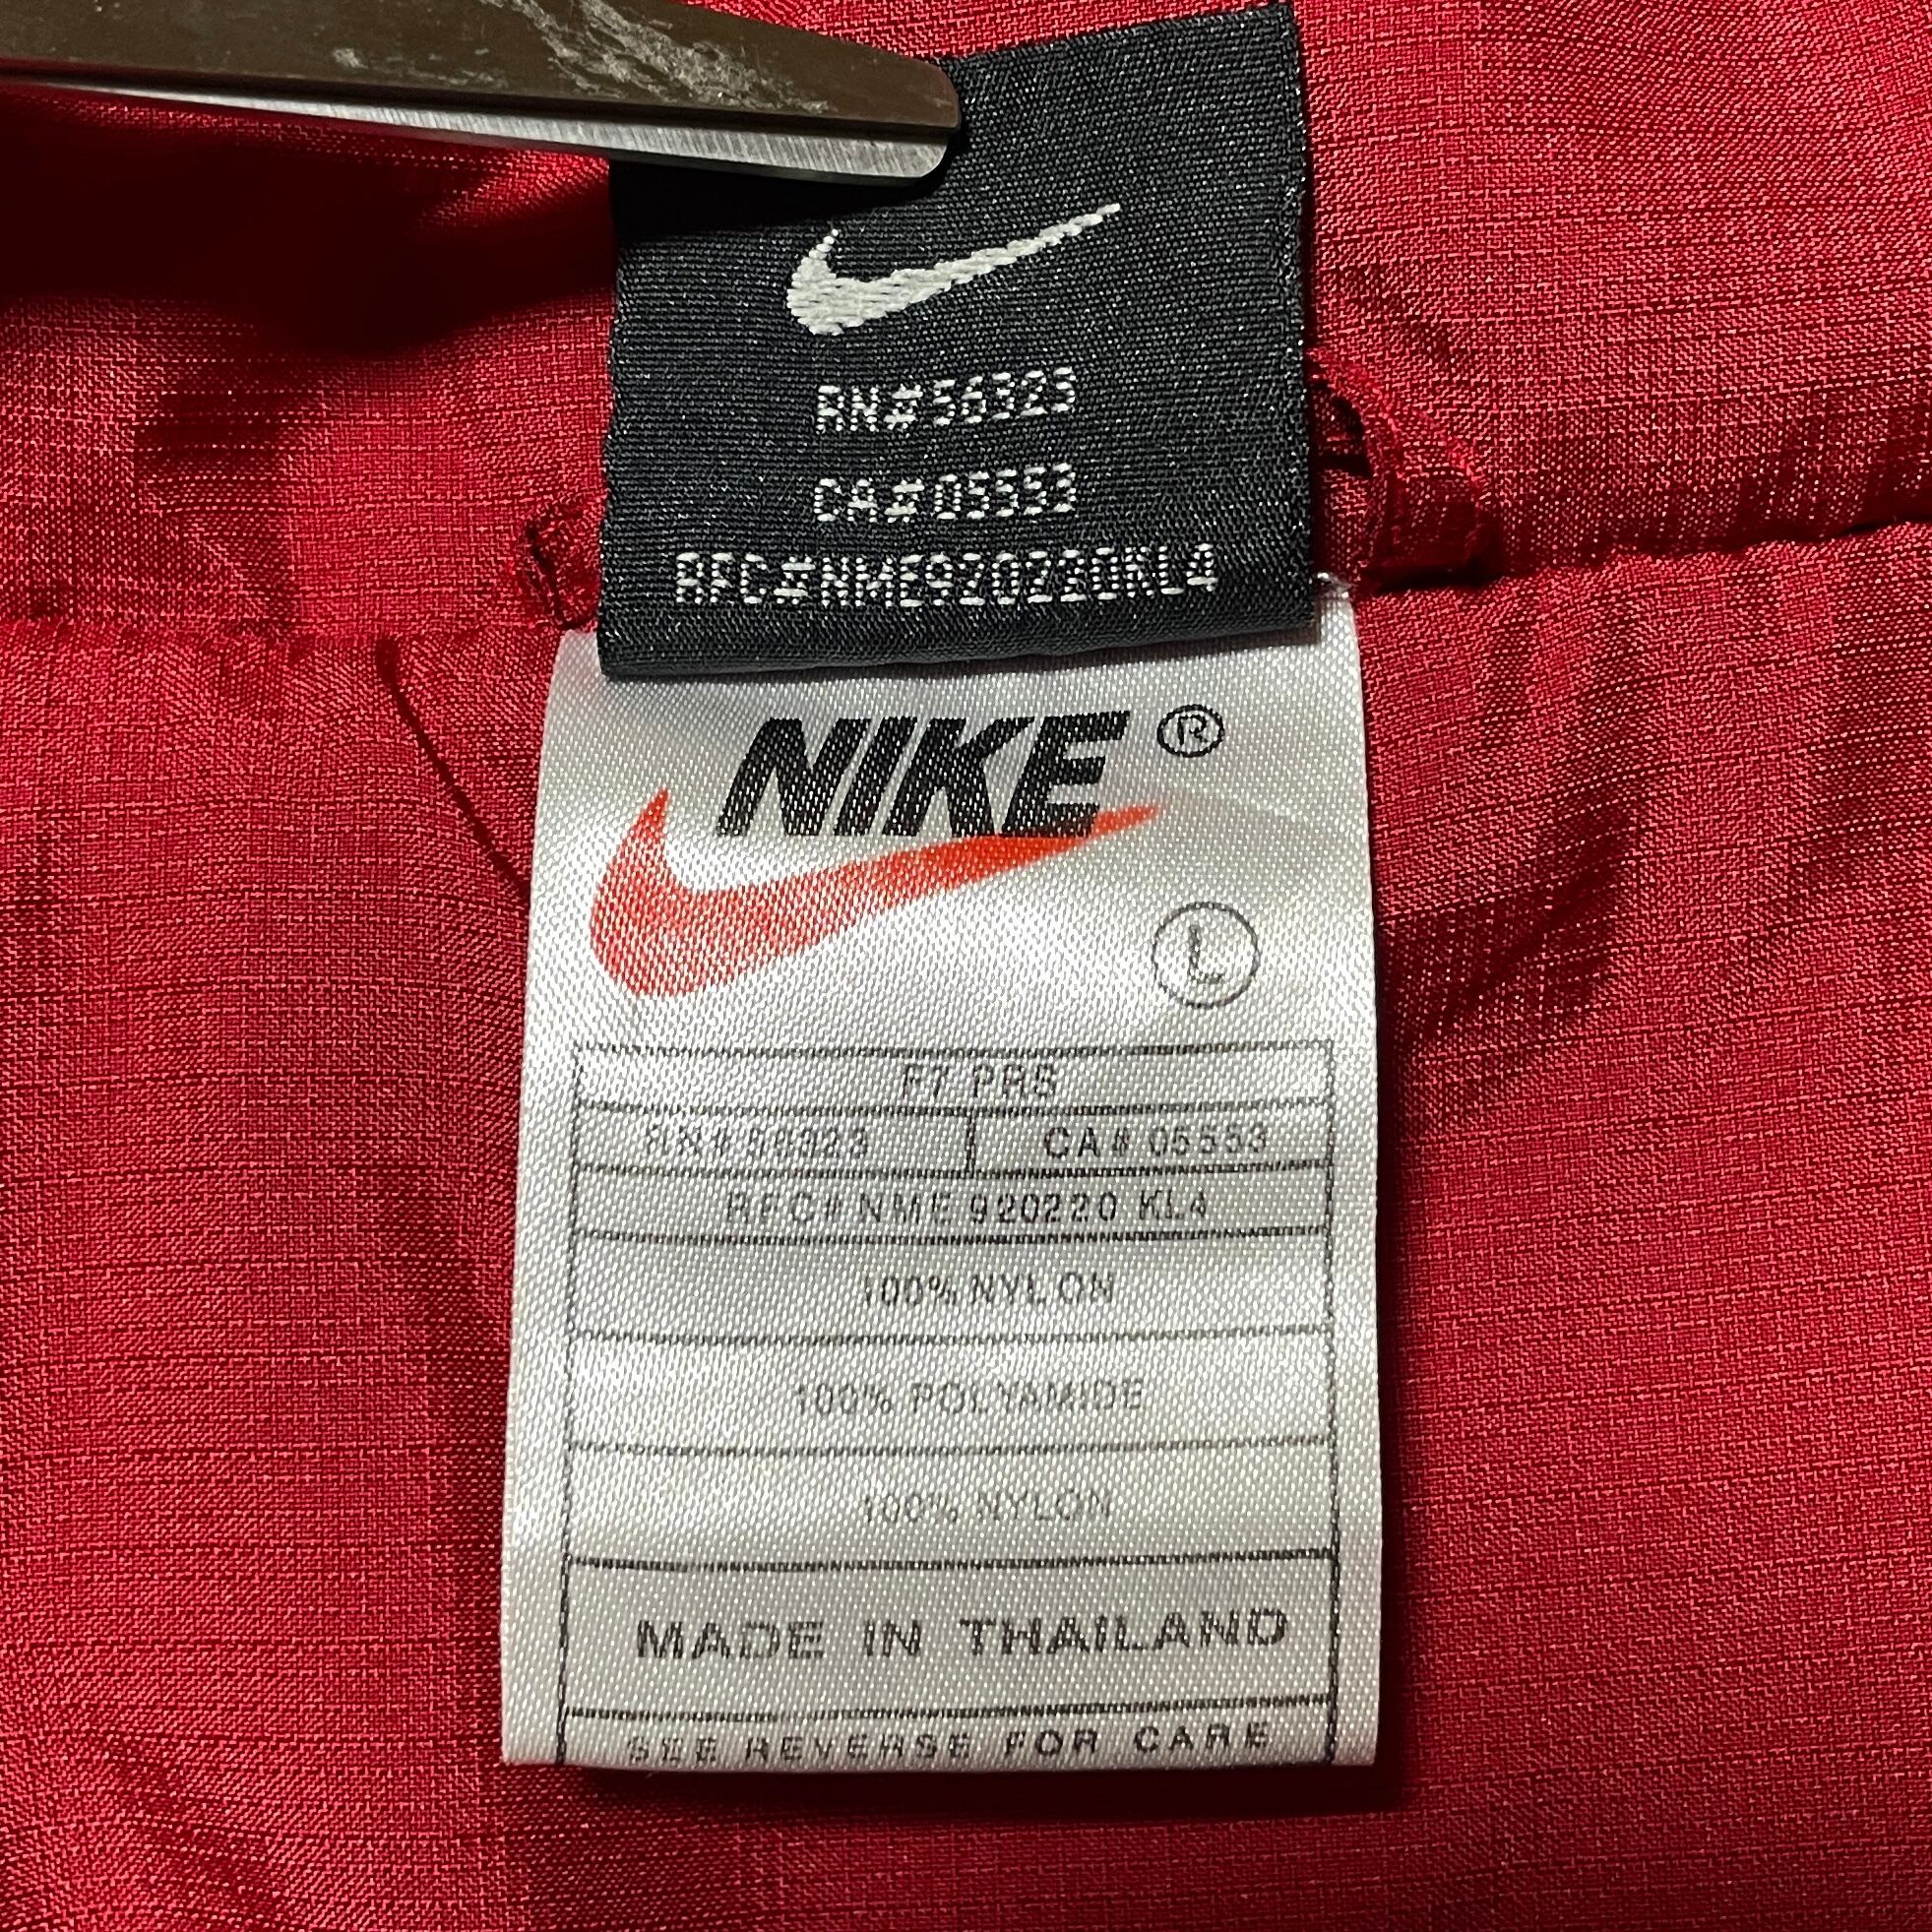 RN#56323
CA#05553
RFC#NME920220KL4
NIKE ®
L
F7 PRS
RN#56323 CA# 05553
RFC# NME 920220 KL4
100% NYLON
100% POLYAMIDE
100% NYLON
MADE IN THAILAND
SEE REVERSE FOR CARE